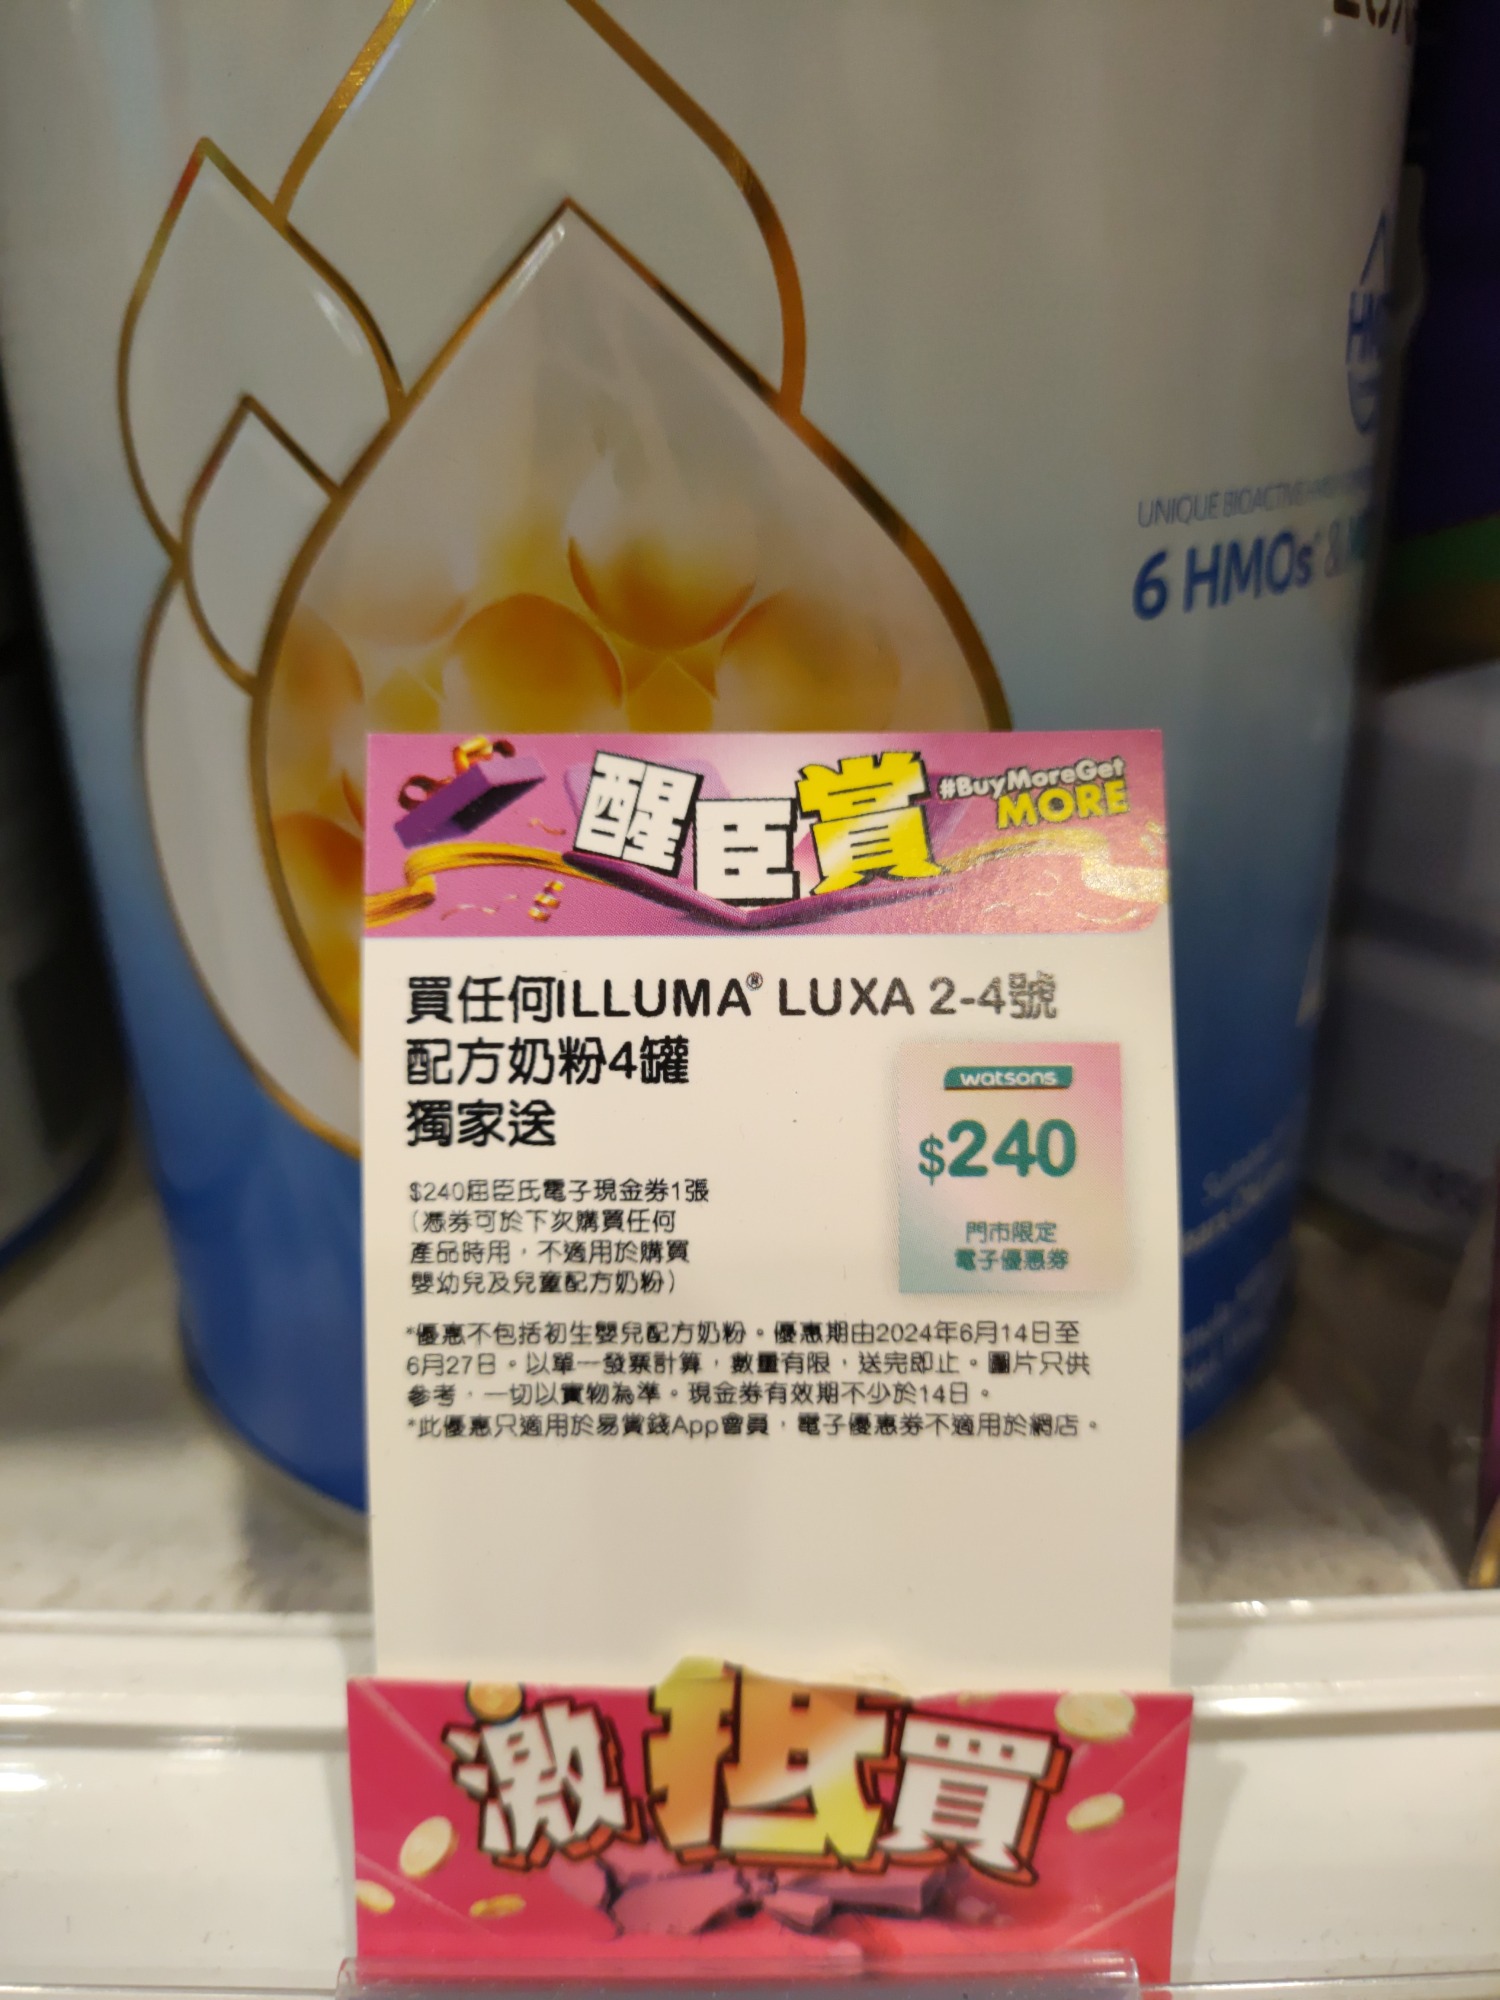 UNIQUE BIOACTIVE
6 HMOs
醒臣賞
#BuyMoreGet
MORE
買任何ILLUMA® LUXA 2-4號
配方奶粉4罐
獨家送
$240屈臣氏電子現金券1張
(憑券可於下次購買任何
產品時用，不適用於購買
嬰幼兒及兒童配方奶粉)
watsons
$240
門市限定
電子優惠券
*優惠不包括初生嬰兒配方奶粉。優惠期由2024年6月14日至
6月27日。以單一發票計算，數量有限，送完即止。圖片只供
參考，一切以實物為準。現金券有效期不少於14日。
*此優惠只適用於易賞錢App會員，電子優惠券不適用於網店。
激抵買